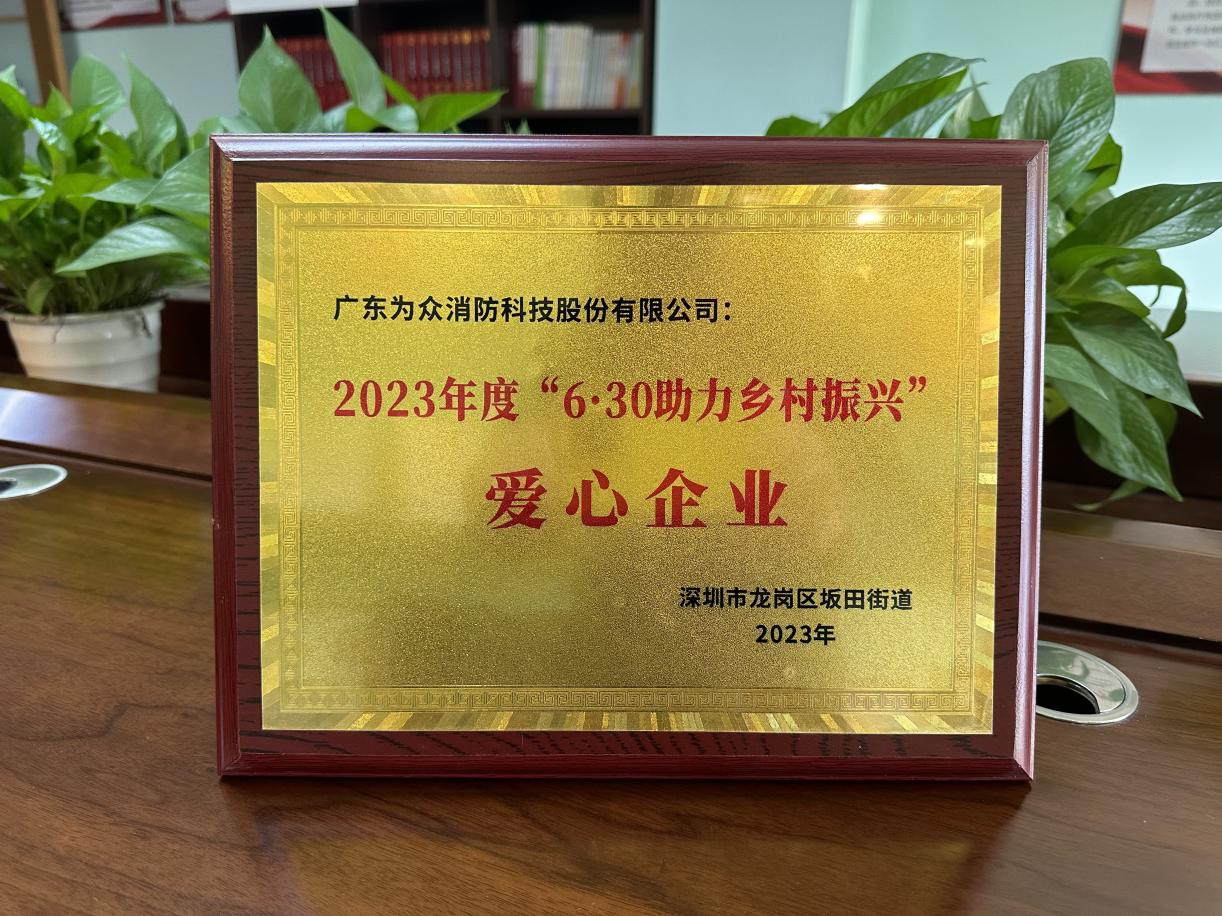 广东为众消防科技股份有限公司：
2023年度“6·30助力乡村振兴”
爱心企业
深圳市龙岗区坂田街道
2023年